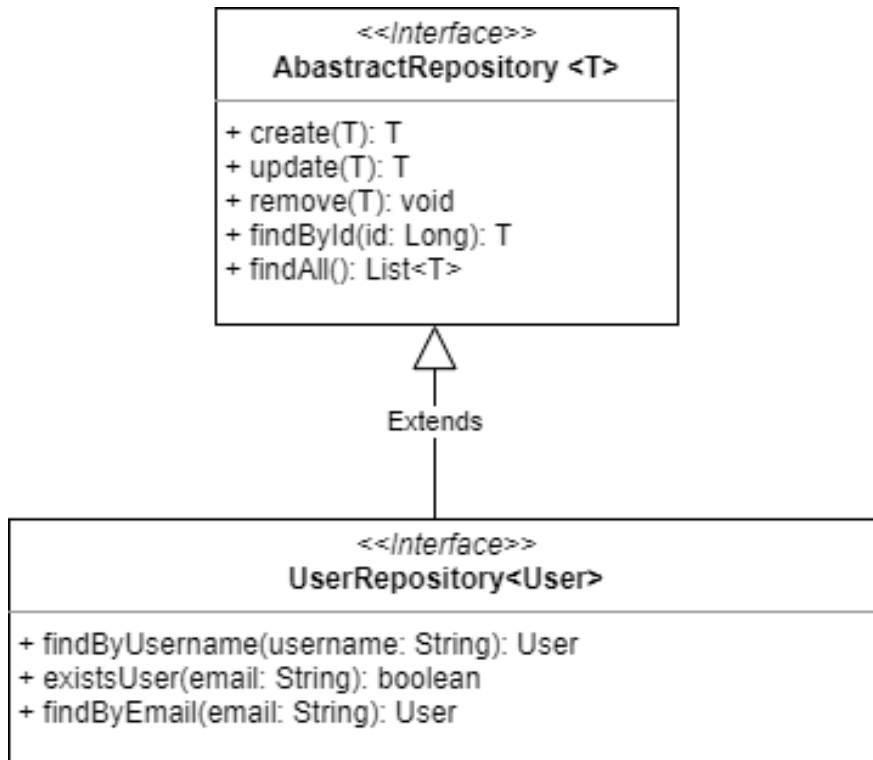 <<Interface>>
AbastractRepository <T>
+ create(T): T
+ update(T): T
+ remove(T): void
+ findById(id: Long): T
+ findAll(): List<T>
Extends
<<Interface>>
UserRepository<User>
+ findByUsername(username: String): User
+ existsUser(email: String): boolean
+ findByEmail(email: String): User